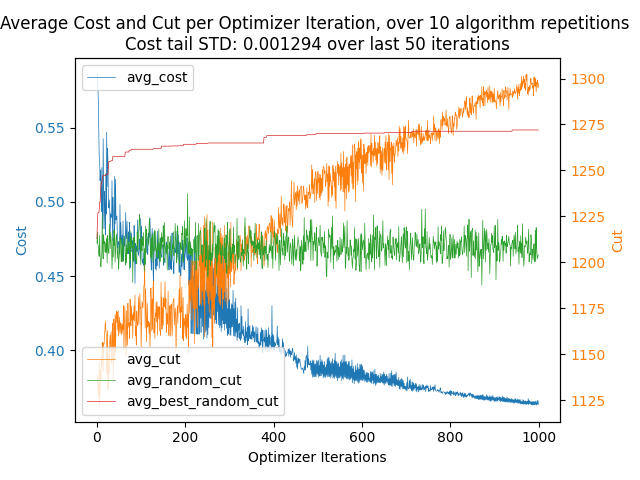 Average Cost and Cut per Optimizer Iteration, over 10 algorithm repetitions
Cost tail STD: 0.001294 over last 50 iterations
avg_cost
0.55
0.50
0.45
0.40
Cost
1300
1275
1250
1225
1200
1175
1150
1125
Cut
avg_cut
avg_random_cut
avg_best_random_cut
0
200
400
600
800
1000
Optimizer Iterations